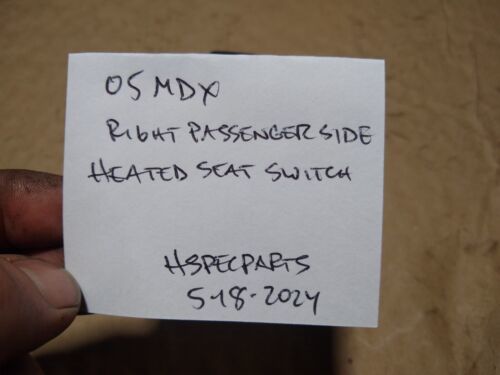 05 MDX
RIGHT PASSENGER SIDE
HEATED SEAT SWITCH
HSPECPARTS
5-18-2024